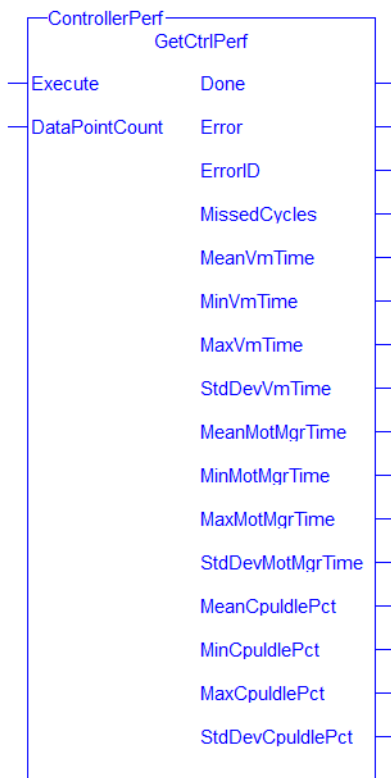 ControllerPerf
GetCtrlPerf
Execute Done
DataPointCount Error
ErrorID
MissedCycles
MeanVmTime
MinVmTime
MaxVmTime
StdDevVmTime
MeanMotMgrTime
MinMotMgrTime
MaxMotMgrTime
StdDevMotMgrTime
MeanCpuIdlePct
MinCpuIdlePct
MaxCpuIdlePct
StdDevCpuIdlePct